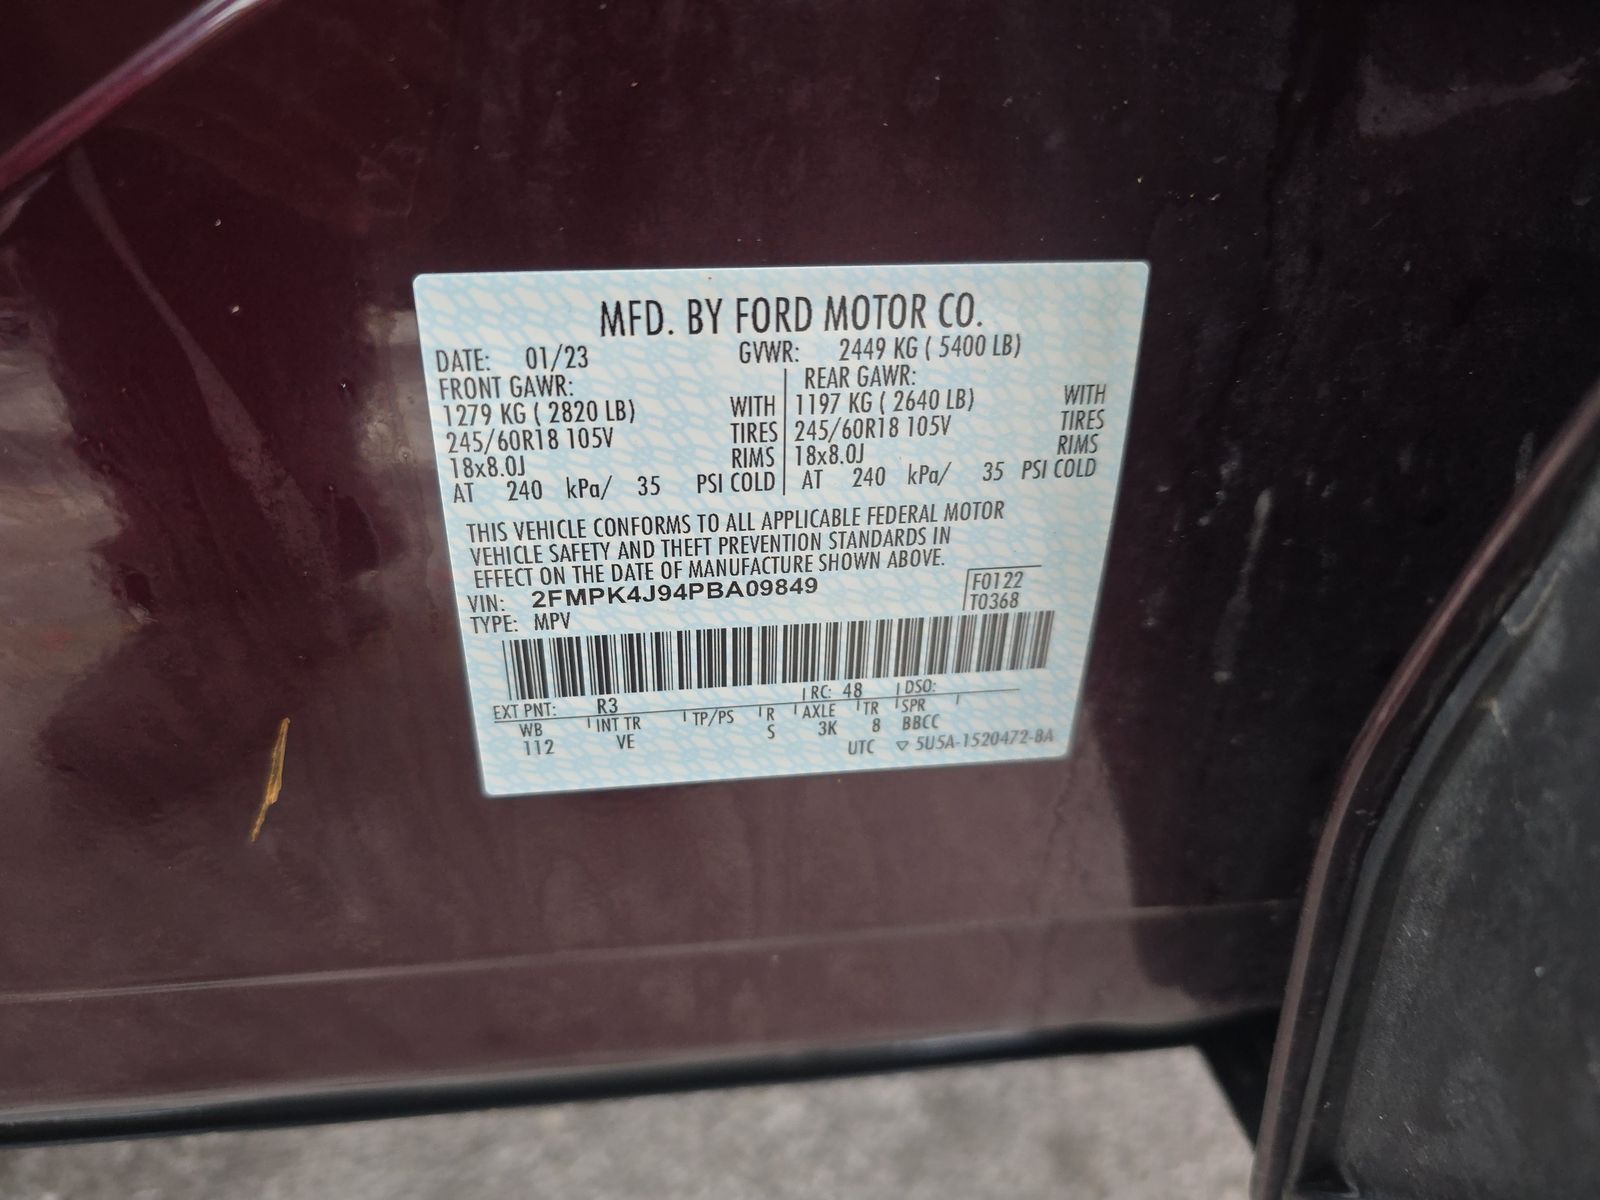 MFD. BY FORD MOTOR CO.
DATE: 01/23 GVWR: 2449 KG ( 5400 LB)
FRONT GAWR: REAR GAWR:
1279 KG ( 2820 LB) WITH 1197 KG ( 2640 LB) WITH
245/60R18 105V TIRES 245/60R18 105V TIRES
18x8.0J RIMS 18x8.0J RIMS
AT 240 kPa/ 35 PSI COLD AT 240 kPa/ 35 PSI COLD
THIS VEHICLE CONFORMS TO ALL APPLICABLE FEDERAL MOTOR
VEHICLE SAFETY AND THEFT PREVENTION STANDARDS IN
EFFECT ON THE DATE OF MANUFACTURE SHOWN ABOVE.
VIN: 2FMPK4J94PBA09849 F0122
TYPE: MPV T0368
EXT PNT: R3 RC: 48 DSO:
WB INT TR TP/PS R AXLE TR SPR
112 VE S 3K 8 BBCC
UTC ▽ 5U5A-1520472-BA